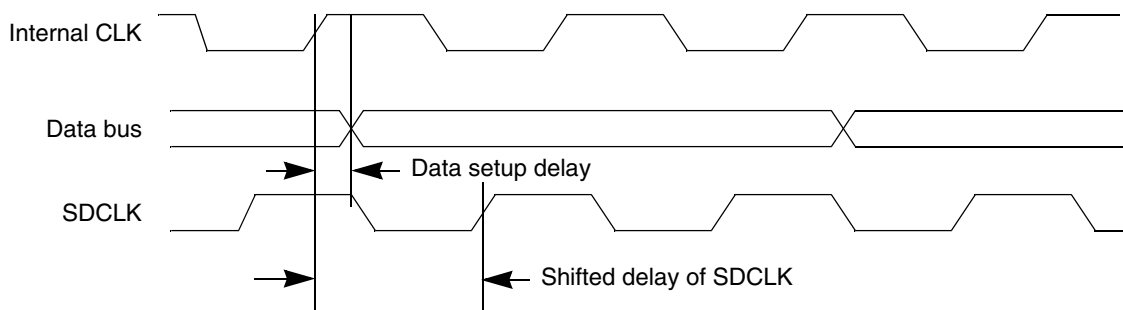 Internal CLK
Data bus
Data setup delay
SDCLK
Shifted delay of SDCLK